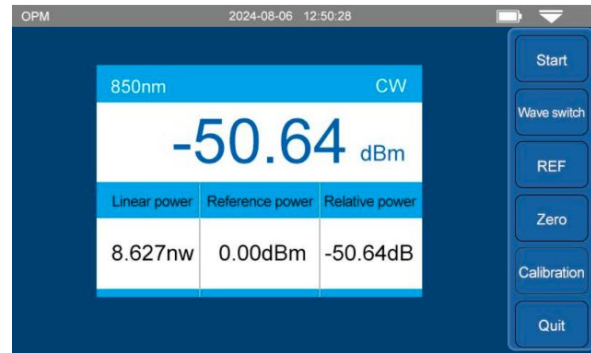 OPM 2024-08-06 12:50:28
850nm CW
-50.64 dBm
Linear power Reference power Relative power
8.627nw 0.00dBm -50.64dB
Start
Wave switch
REF
Zero
Calibration
Quit